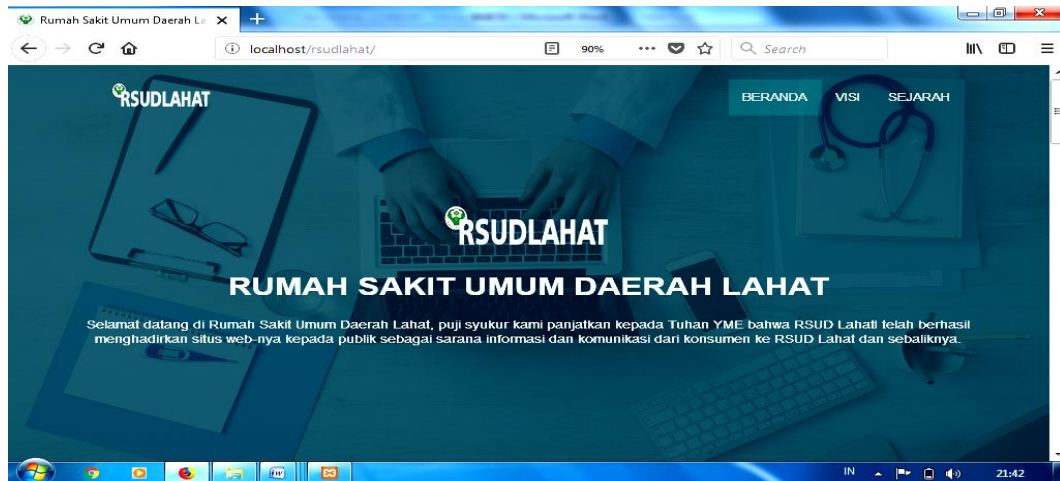 Rumah Sakit Umum Daerah La
localhost/rsudlahat/
90%
Search
RSUDLAHAT
BERANDA VISI SEJARAH
RSUDLAHAT
RUMAH SAKIT UMUM DAERAH LAHAT
Selamat datang di Rumah Sakit Umum Daerah Lahat, puji syukur kami panjatkan kepada Tuhan YME bahwa RSUD Lahatl telah berhasil
menghadirkan situs web-nya kepada publik sebagai sarana informasi dan komunikasi dari konsumen ke RSUD Lahat dan sebaliknya.
IN
21:42